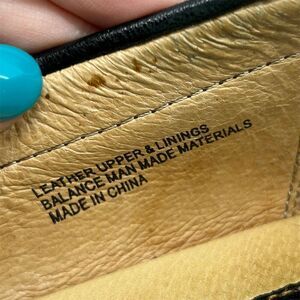 LEATHER UPPER & LININGS
BALANCE MAN MADE MATERIALS
MADE IN CHINA